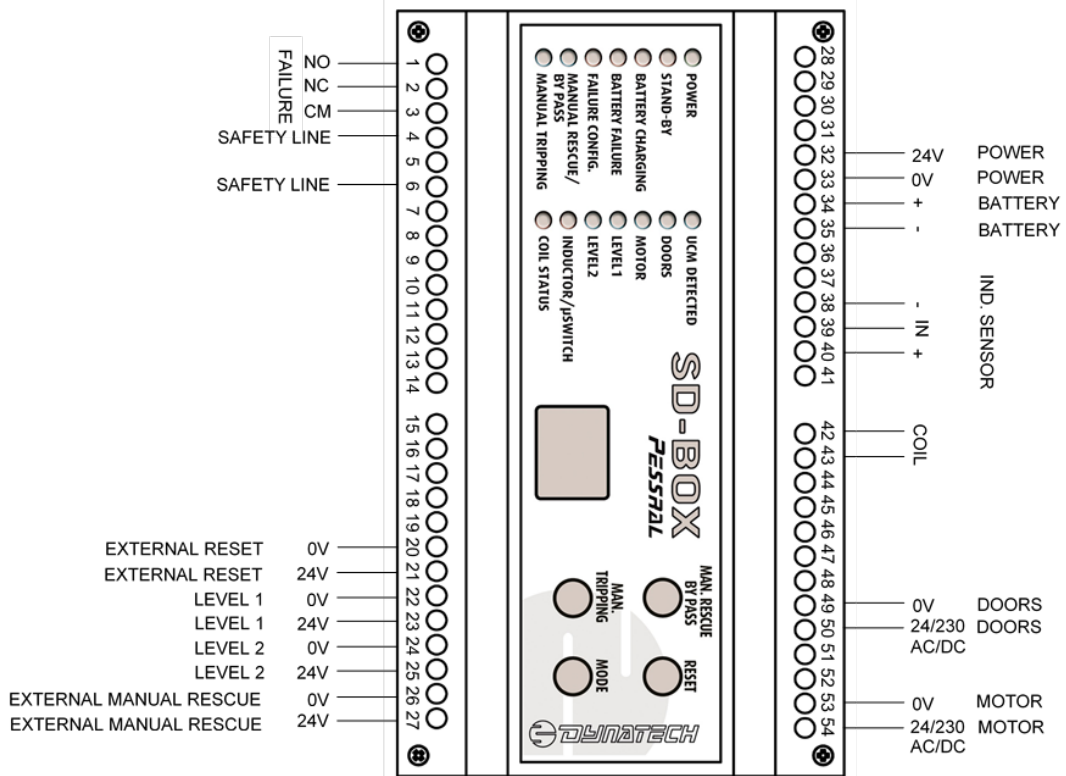 FAILURE
NO 1
NC 2
CM 3
SAFETY LINE 4
5
SAFETY LINE 6
7
8
9
10
11
12
13
14
15
16
17
18
19
EXTERNAL RESET 0V 20
EXTERNAL RESET 24V 21
LEVEL 1 0V 22
LEVEL 1 24V 23
LEVEL 2 0V 24
LEVEL 2 24V 25
EXTERNAL MANUAL RESCUE 0V 26
EXTERNAL MANUAL RESCUE 24V 27
POWER
STAND-BY
BATTERY CHARGING
BATTERY FAILURE
FAILURE CONFIG.
MANUAL RESCUE/
BY PASS
MANUAL TRIPPING
UCM DETECTED
DOORS
MOTOR
LEVEL1
LEVEL2
INDUCTOR/µSWITCH
COIL STATUS
SD-BOX
PESSRAL
MAN. RESCUE
BY PASS
MAN.
TRIPPING
RESET
MODE
DYNATECH
28
29
30
31
32 24V POWER
33 0V POWER
34 + BATTERY
35 - BATTERY
36
37
38 -
39 IN
40 +
41
IND. SENSOR
42
43
COIL
44
45
46
47
48
49 0V DOORS
50 24/230 DOORS
AC/DC
51
52
53 0V MOTOR
54 24/230 MOTOR
AC/DC